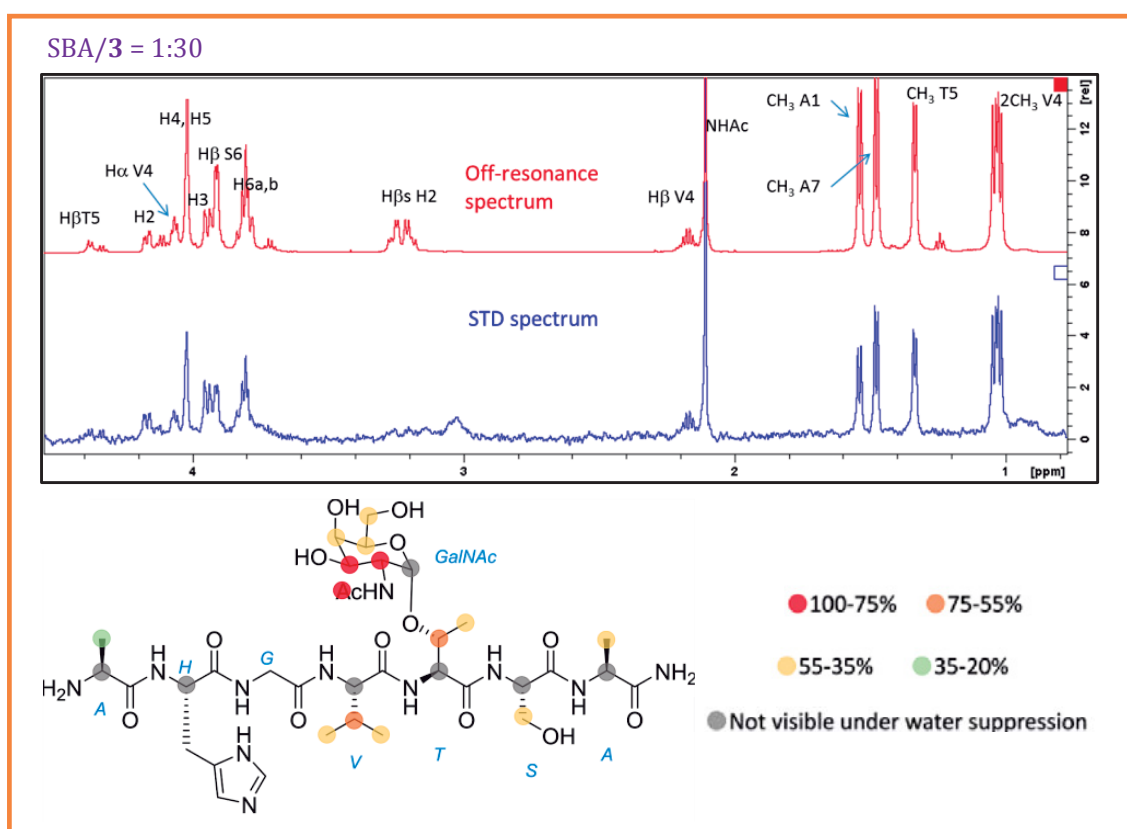 SBA/3 = 1:30
[rel]
CH₃ A1
CH₃ T5
2CH₃ V4
12
H4, H5
NHAc
Hβ S6
Off-resonance
spectrum
Hα V4
CH₃ A7
10
H3
H6a,b
Hβs H2
Hβ V4
HβT5
H2
8
6
STD spectrum
4
2
0
4
3
2
1
[ppm]
OH
OH
O
GalNAc
HO
AcHN
100-75%
75-55%
O
O
H
N
O
G
H
N
O
H
N
O
55-35%
35-20%
H₂N
N
H
N
H
N
H
NH₂
A
O
O
O
O
Not visible under water suppression
H
N
OH
V
T
S
A
N